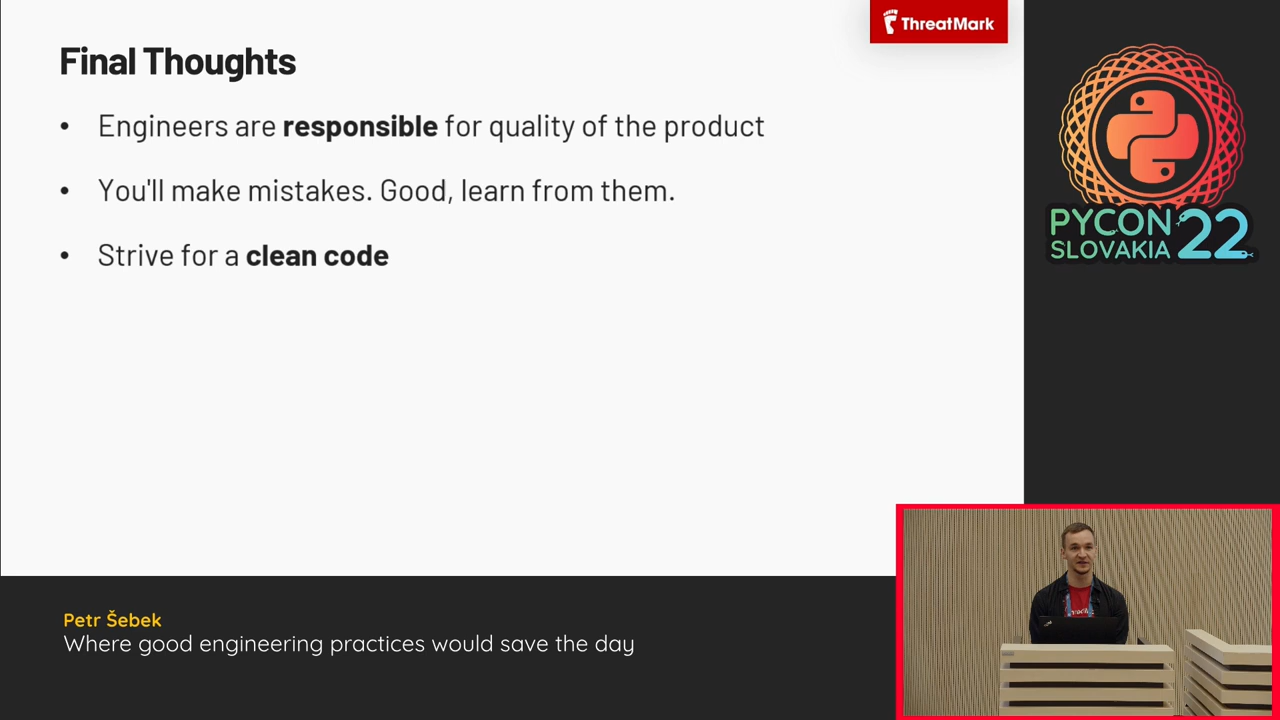 ThreatMark
Final Thoughts
• Engineers are responsible for quality of the product
• You'll make mistakes. Good, learn from them.
• Strive for a clean code
PYCON 22
SLOVAKIA
Petr Šebek
Where good engineering practices would save the day